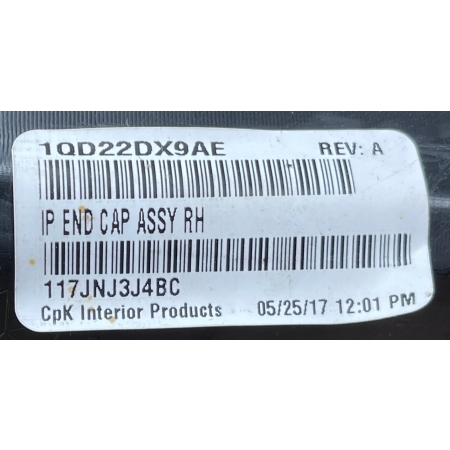 1QD22DX9AE REV: A
IP END CAP ASSY RH
117JNJ3J4BC
CpK Interior Products 05/25/17 12:01 PM